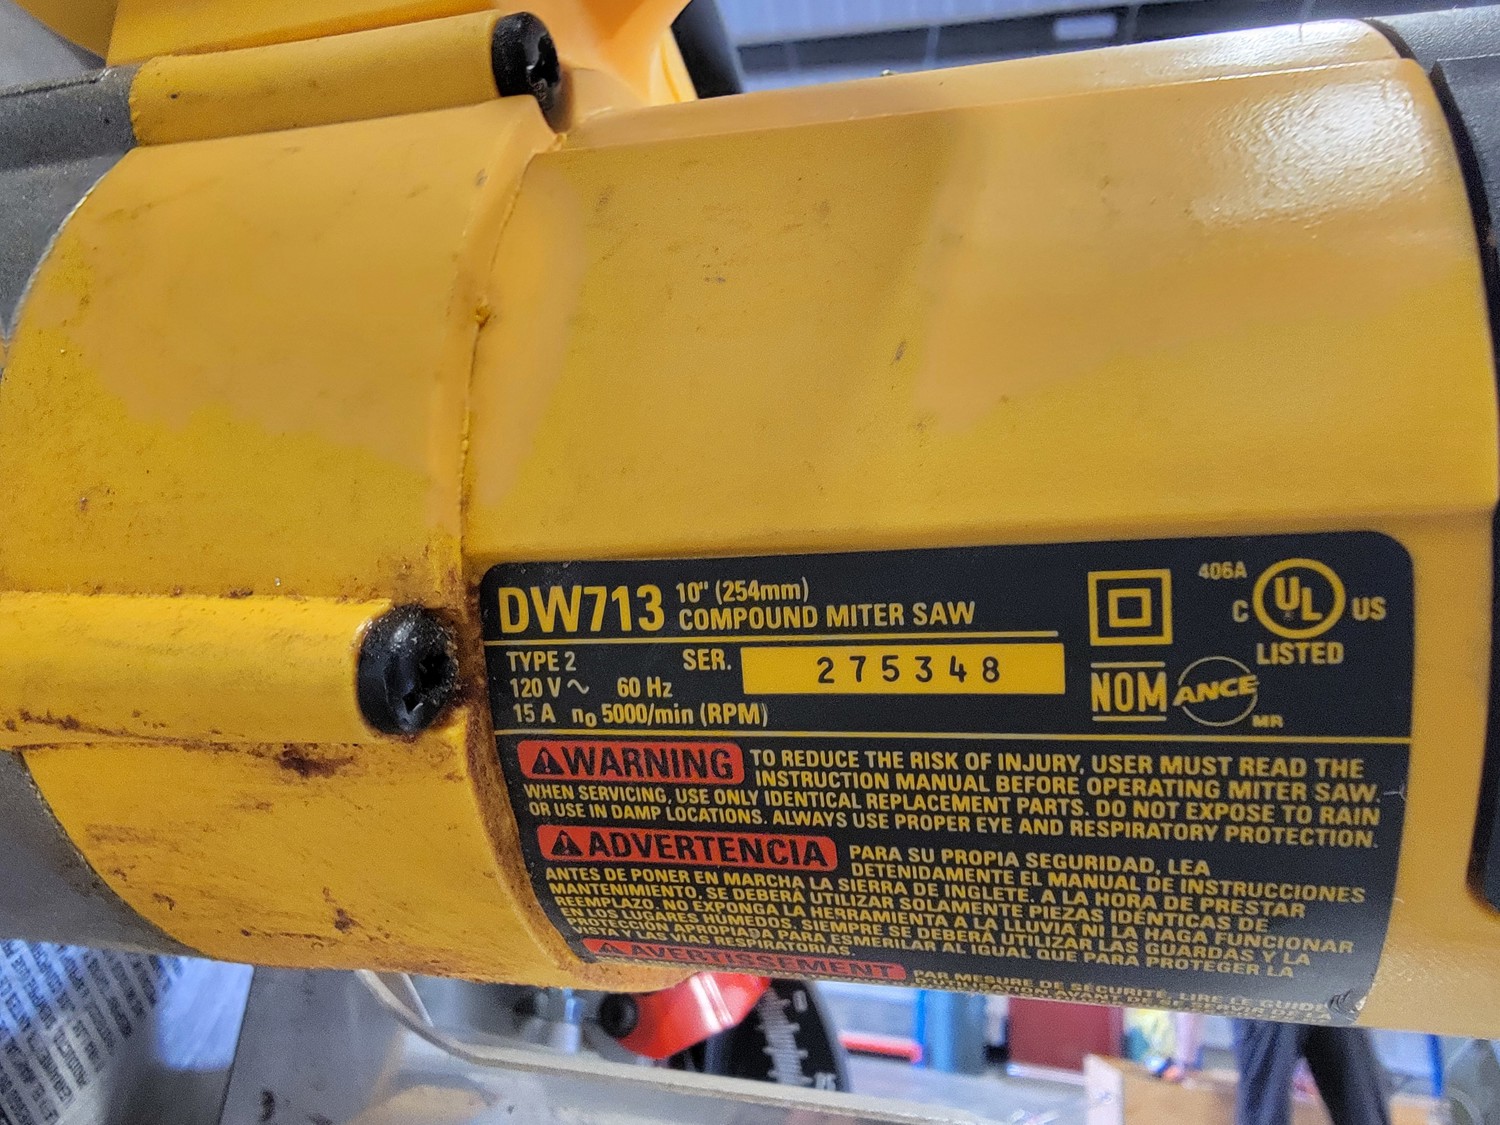 DW713 10" (254mm)
COMPOUND MITER SAW
TYPE 2 SER. 275348
120 V ~ 60 Hz
15 A n₀ 5000/min (RPM)
406A
C UL US
LISTED
NOM ANCE
MR
WARNING TO REDUCE THE RISK OF INJURY, USER MUST READ THE
INSTRUCTION MANUAL BEFORE OPERATING MITER SAW.
WHEN SERVICING, USE ONLY IDENTICAL REPLACEMENT PARTS. DO NOT EXPOSE TO RAIN
OR USE IN DAMP LOCATIONS. ALWAYS USE PROPER EYE AND RESPIRATORY PROTECTION.
ADVERTENCIA PARA SU PROPIA SEGURIDAD, LEA
DETENIDAMENTE EL MANUAL DE INSTRUCCIONES
ANTES DE PONER EN MARCHA LA SIERRA DE INGLETE. A LA HORA DE PRESTAR
MANTENIMIENTO, SE DEBERÁ UTILIZAR SOLAMENTE PIEZAS IDÉNTICAS DE
REEMPLAZO. NO EXPONGA LA HERRAMIENTA A LA LLUVIA NI LA HAGA FUNCIONAR
EN LOS LUGARES HÚMEDOS. SIEMPRE SE DEBERÁ UTILIZAR LAS GUARDAS Y LA
PROTECCIÓN APROPIADA PARA ESMERILAR AL IGUAL QUE PARA PROTEGER LA
VISTA Y LAS VÍAS RESPIRATORIAS.
AVERTISSEMENT PAR MESURE DE SÉCURITÉ, LIRE LE GUIDE
D'UTILISATION AVANT DE SE SERVIR DE LA